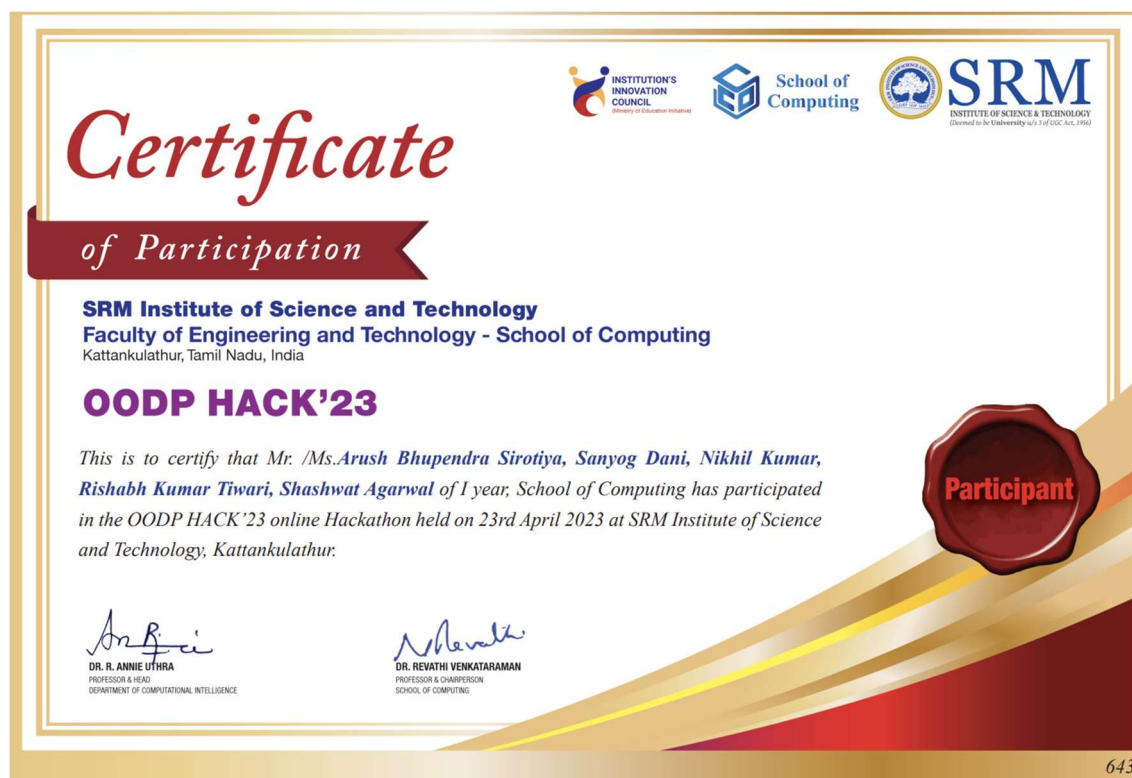 INSTITUTION'S
INNOVATION
COUNCIL
(Ministry of Education Initiative)
School of
Computing
SRM
INSTITUTE OF SCIENCE & TECHNOLOGY
(Deemed to be University u/s 3 of UGC Act, 1956)
Certificate
of Participation
SRM Institute of Science and Technology
Faculty of Engineering and Technology - School of Computing
Kattankulathur, Tamil Nadu, India
OODP HACK'23
This is to certify that Mr. /Ms.Arush Bhupendra Sirotiya, Sanyog Dani, Nikhil Kumar,
Rishabh Kumar Tiwari, Shashwat Agarwal of I year, School of Computing has participated
in the OODP HACK'23 online Hackathon held on 23rd April 2023 at SRM Institute of Science
and Technology, Kattankulathur.
Participant
DR. R. ANNIE UTHRA
PROFESSOR & HEAD
DEPARTMENT OF COMPUTATIONAL INTELLIGENCE
DR. REVATHI VENKATARAMAN
PROFESSOR & CHAIRPERSON
SCHOOL OF COMPUTING
643